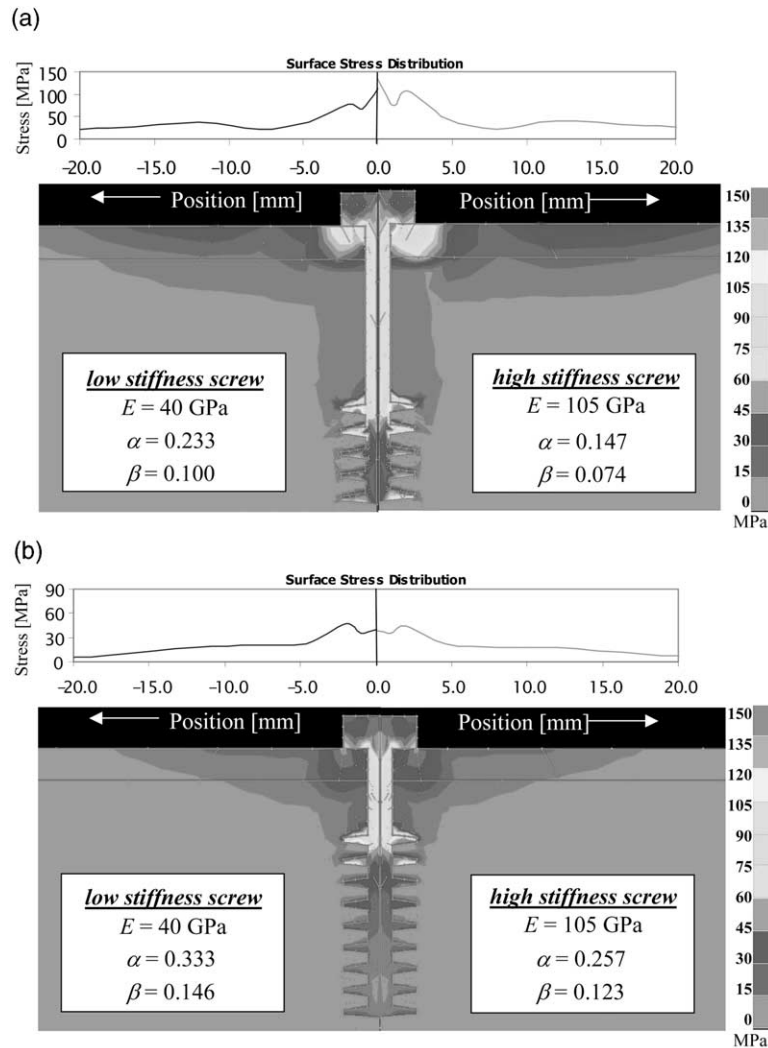 (a)
Surface Stress Distribution
Stress [MPa]
150
100
50
0
−20.0 −15.0 −10.0 −5.0 0.0 5.0 10.0 15.0 20.0
Position [mm] Position [mm]
150
135
120
105
90
75
60
45
30
15
0
MPa
low stiffness screw
E = 40 GPa
α = 0.233
β = 0.100
high stiffness screw
E = 105 GPa
α = 0.147
β = 0.074
(b)
Surface Stress Distribution
Stress [MPa]
90
60
30
0
−20.0 −15.0 −10.0 −5.0 0.0 5.0 10.0 15.0 20.0
Position [mm] Position [mm]
150
135
120
105
90
75
60
45
30
15
0
MPa
low stiffness screw
E = 40 GPa
α = 0.333
β = 0.146
high stiffness screw
E = 105 GPa
α = 0.257
β = 0.123